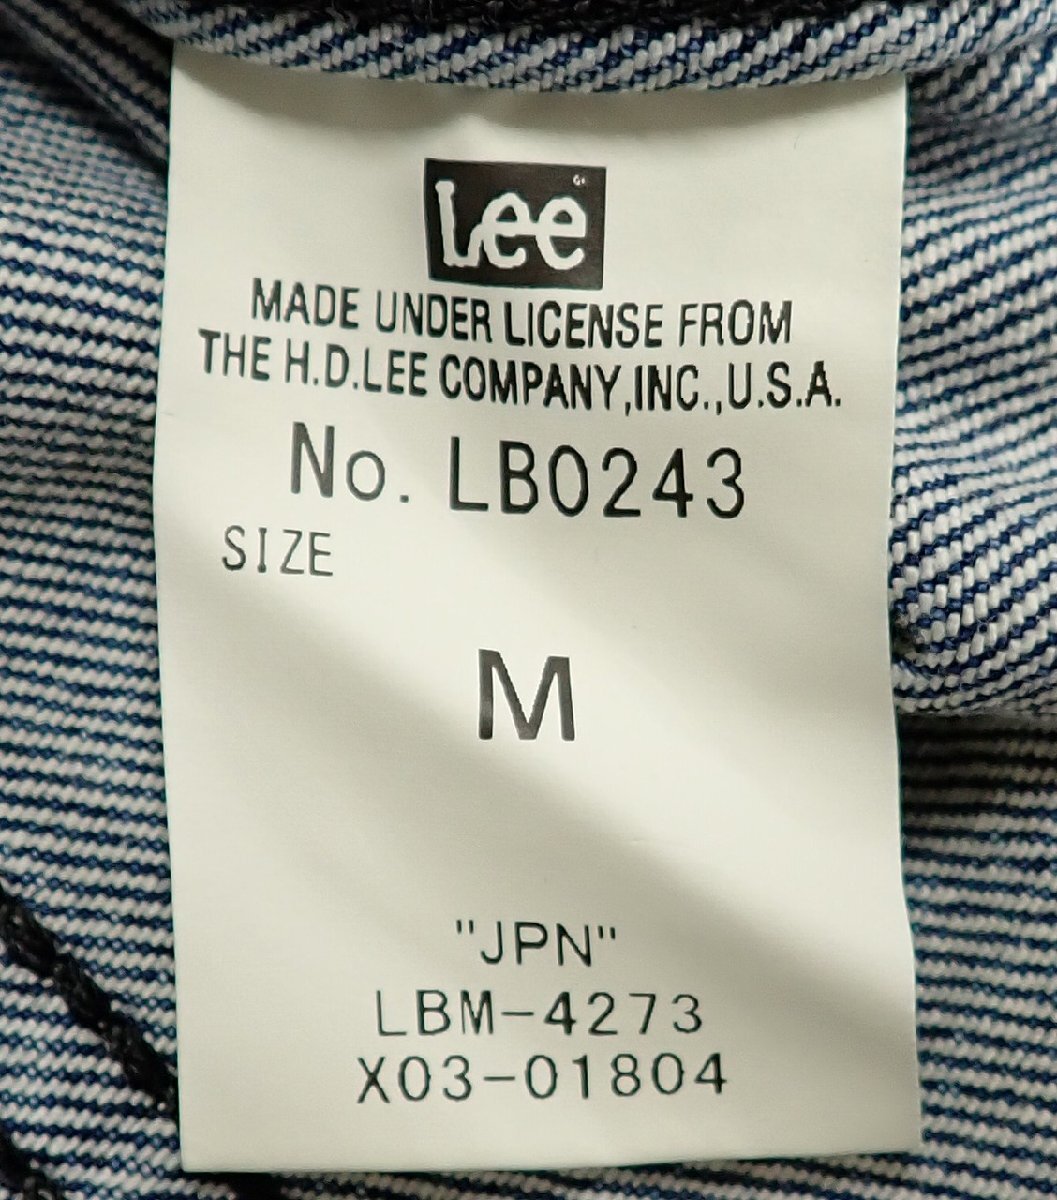 Lee
MADE UNDER LICENSE FROM
THE H.D.LEE COMPANY,INC.,U.S.A.
No. LB0243
SIZE
M
"JPN"
LBM-4273
X03-01804